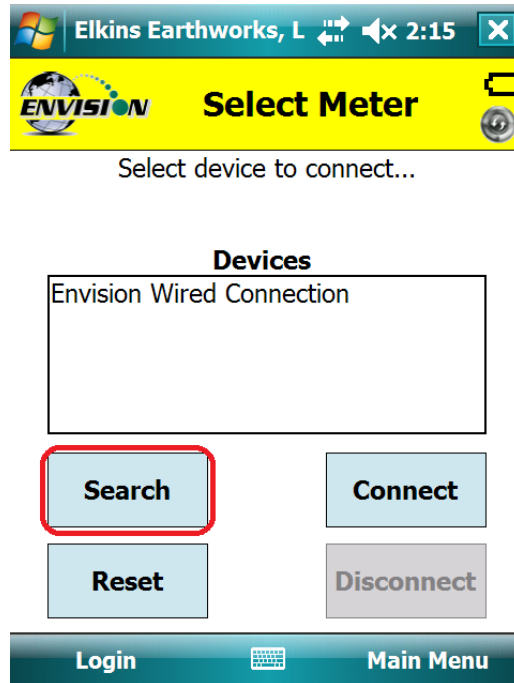 Elkins Earthworks, L 2:15
ENVISION
Select Meter
Select device to connect...
Devices
Envision Wired Connection
Search
Connect
Reset
Disconnect
Login
Main Menu